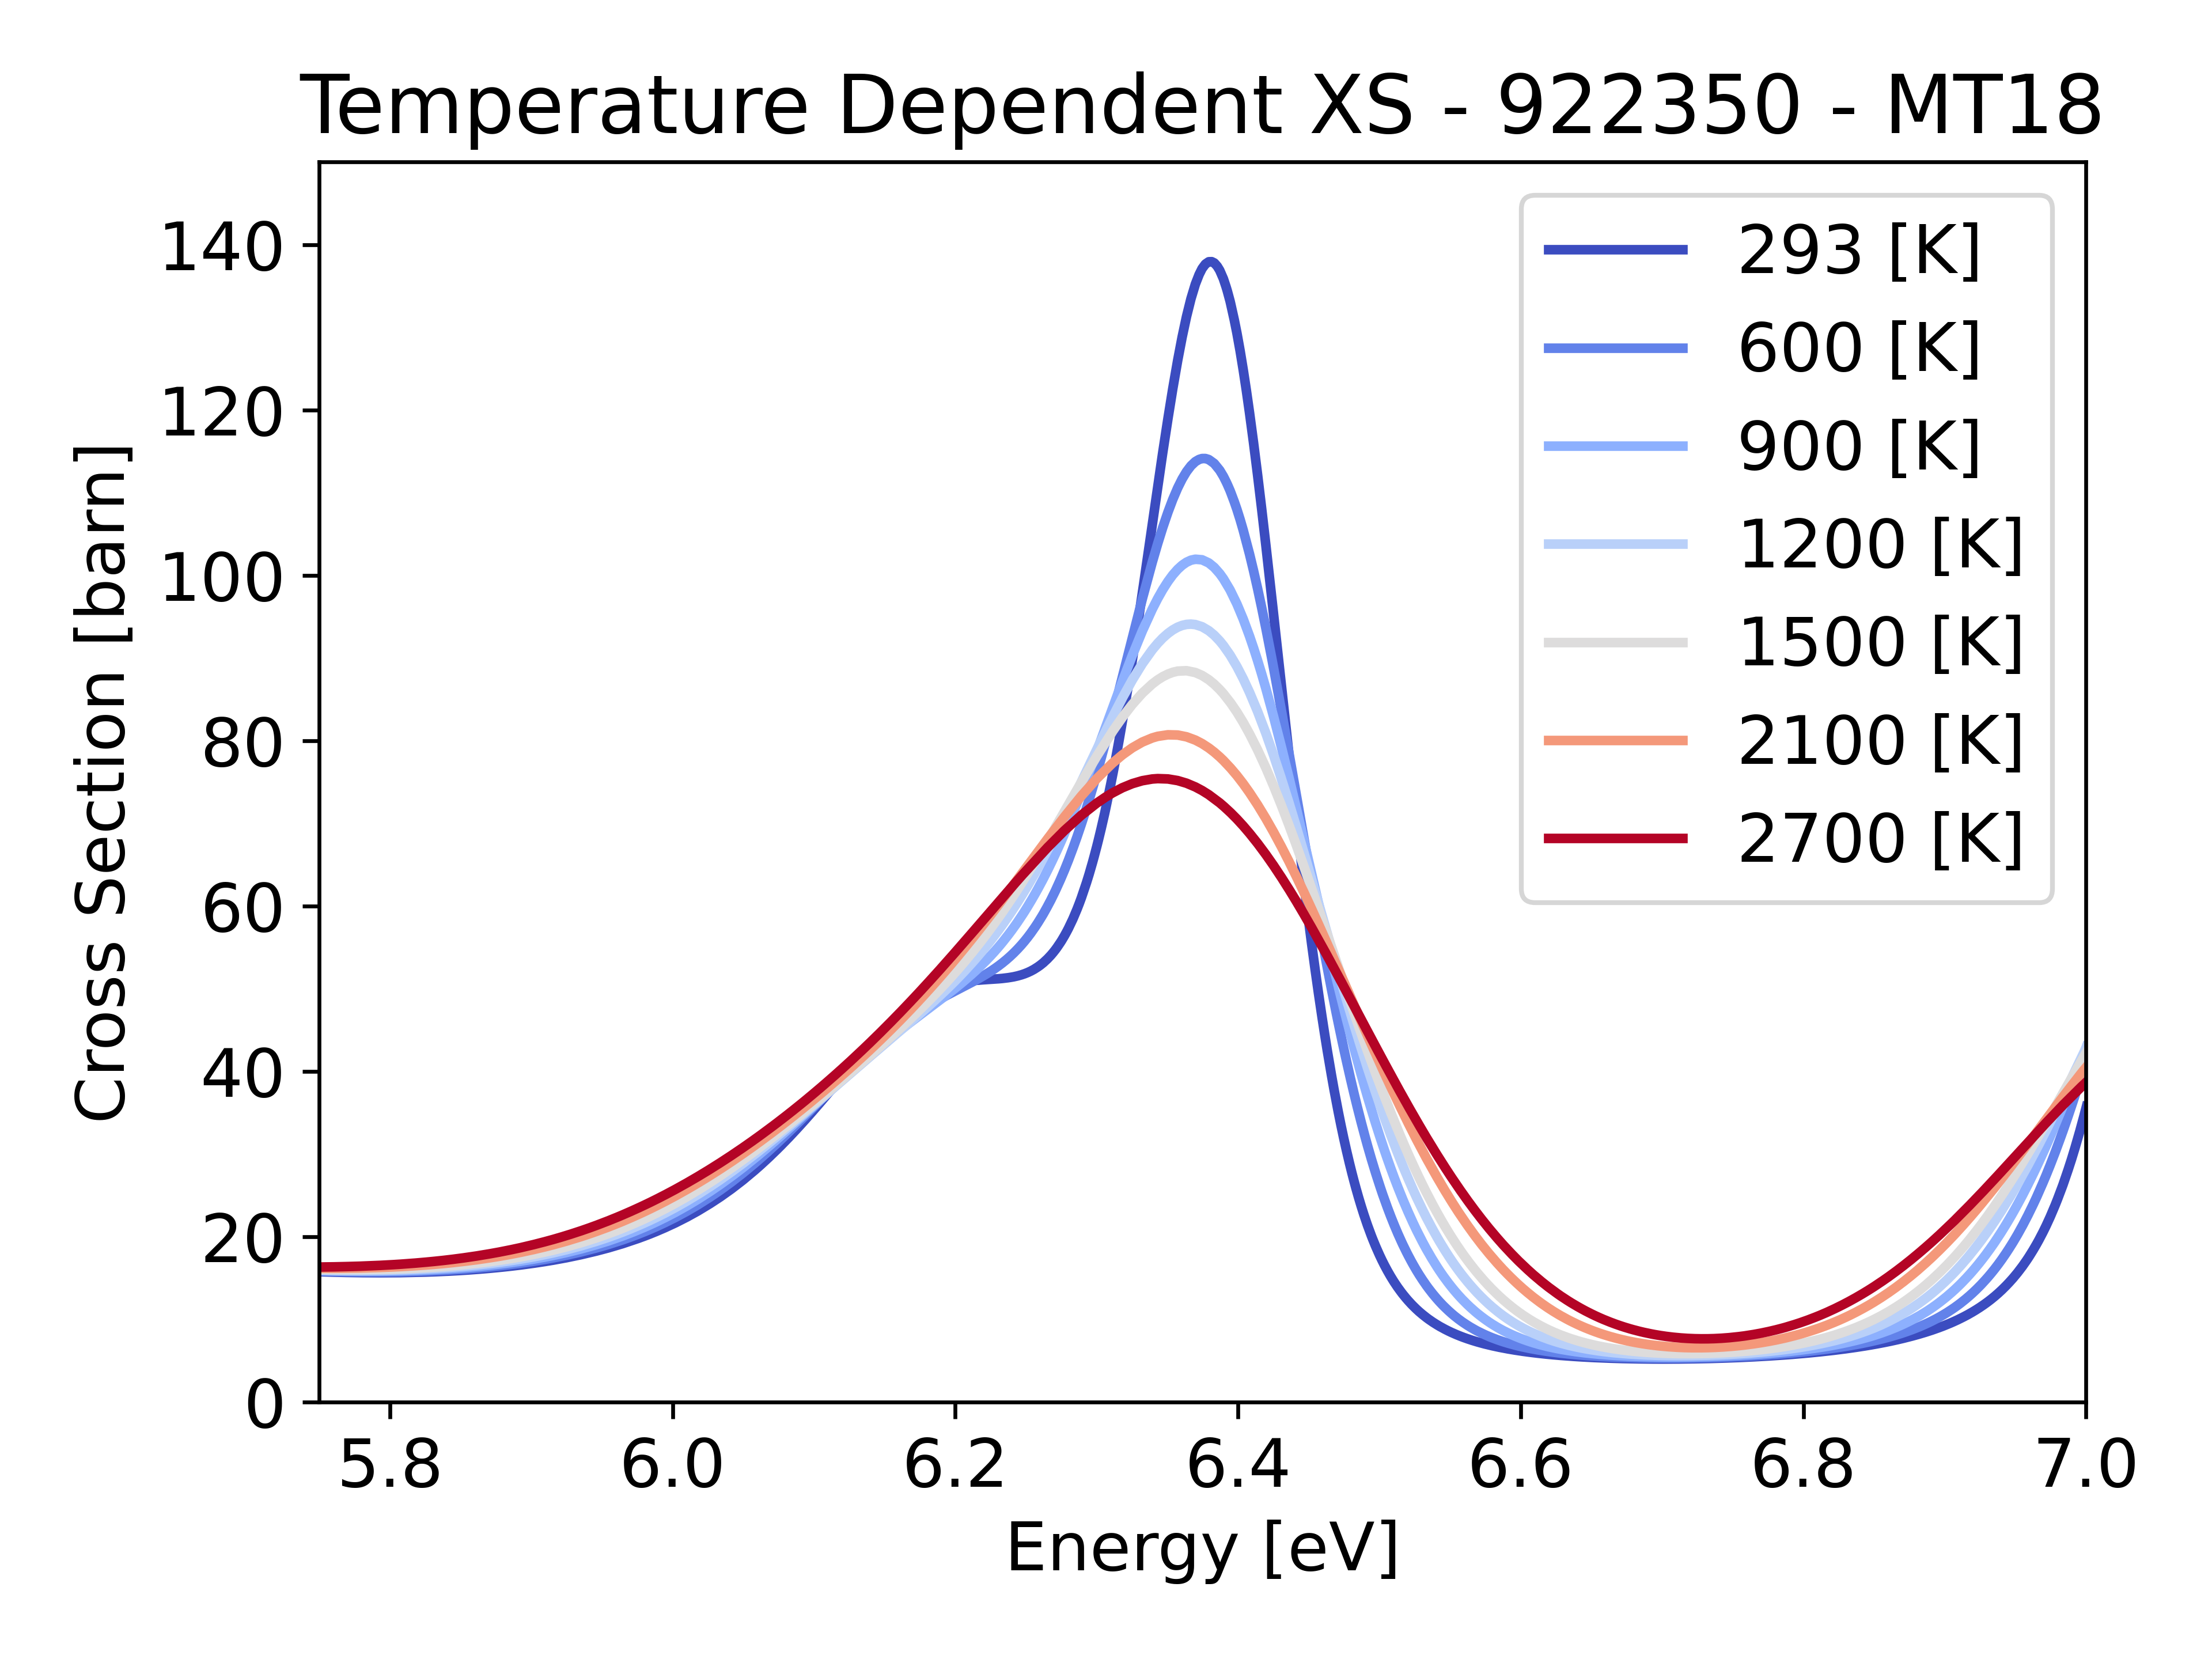 Temperature Dependent XS - 922350 - MT18
Cross Section [barn]
140
120
100
80
60
40
20
0
293 [K]
600 [K]
900 [K]
1200 [K]
1500 [K]
2100 [K]
2700 [K]
5.8 6.0 6.2 6.4 6.6 6.8 7.0
Energy [eV]